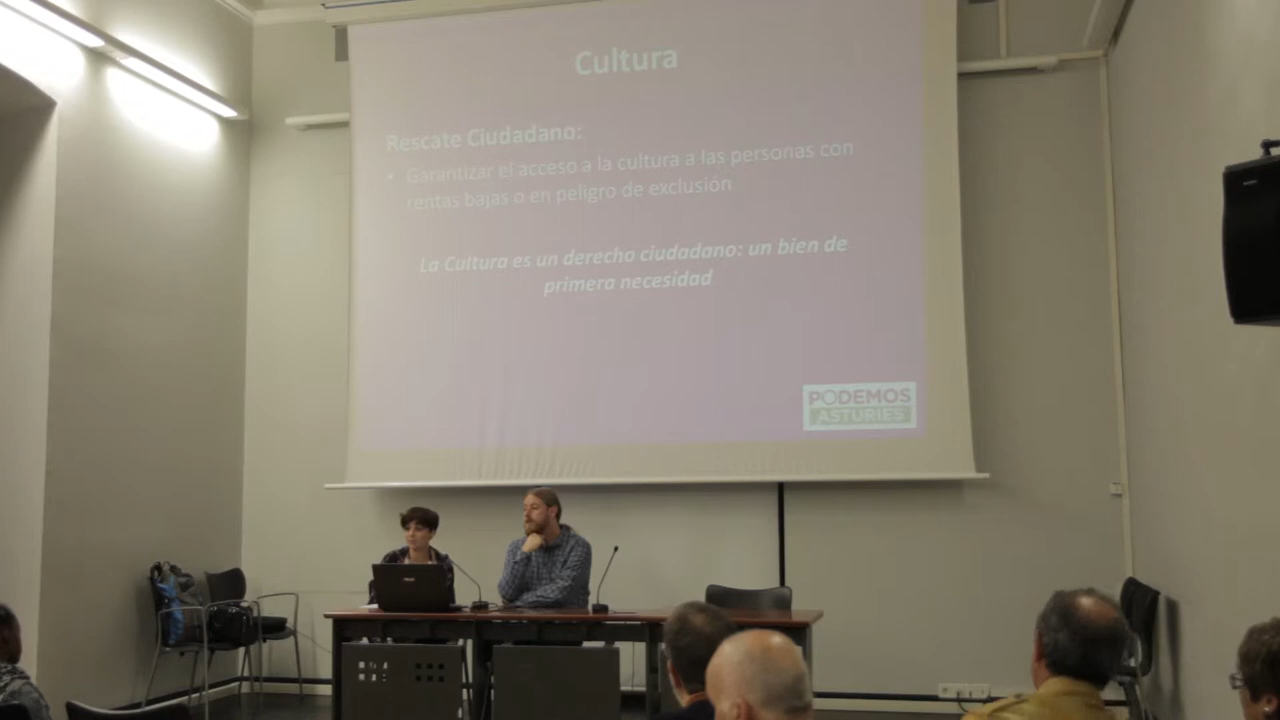 Cultura
Rescate Ciudadano:
• Garantizar el acceso a la cultura a las personas con
rentas bajas o en peligro de exclusión
La Cultura es un derecho ciudadano: un bien de
primera necesidad
PODEMOS
ASTURIES